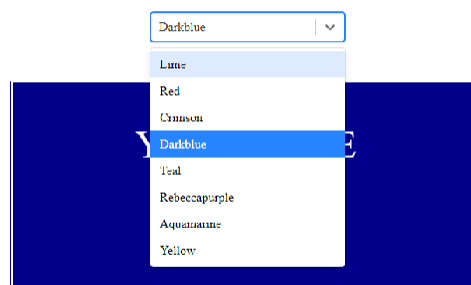 Darkblue
Lime
Red
Crimson
Darkblue
Teal
Rebeccapurple
Aquamarine
Yellow